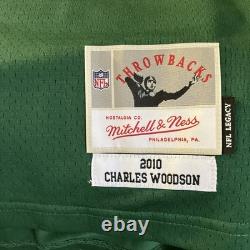 THROWBACKS
NFL
NOSTALGIA CO.
Mitchell & Ness
PHILADELPHIA, PA.
NFL LEGACY
2010
CHARLES WOODSON